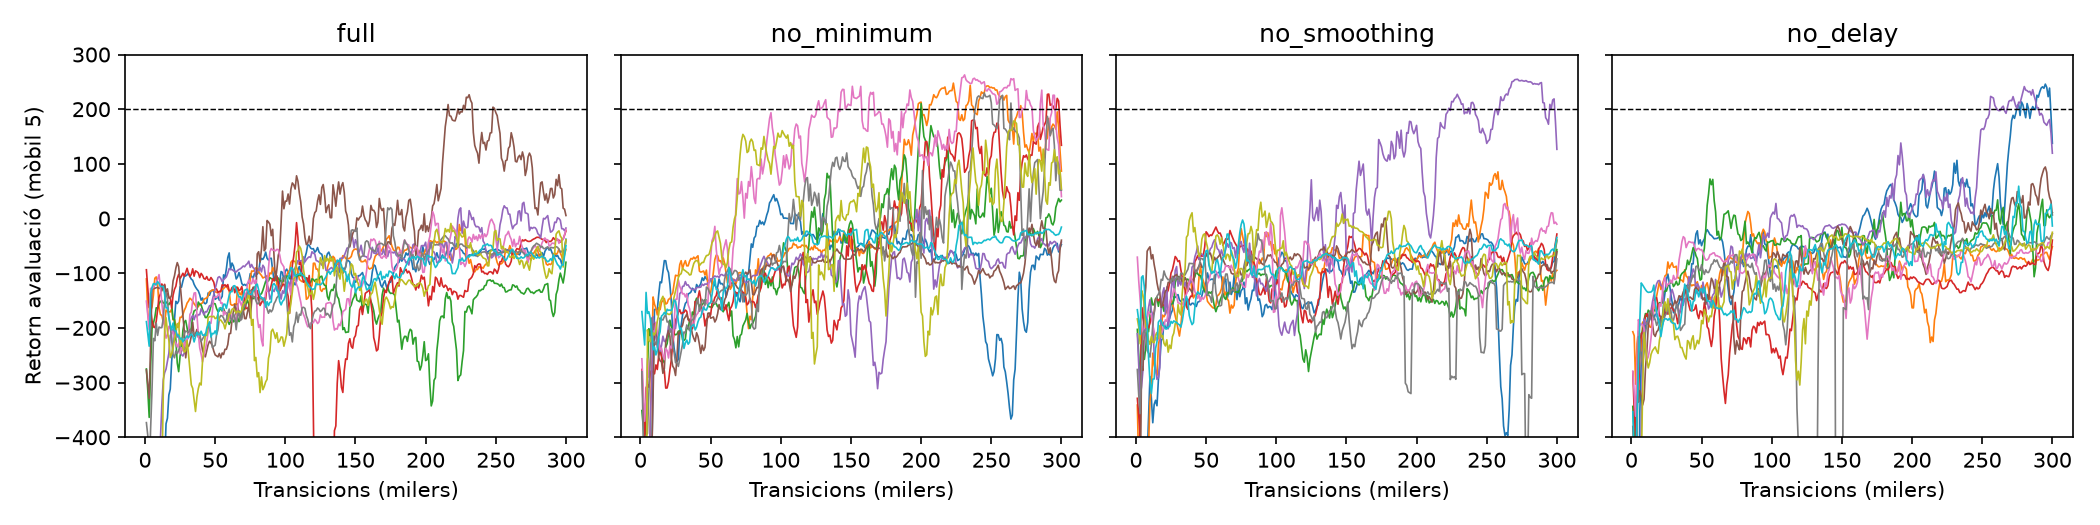 full
no_minimum
no_smoothing
no_delay
Retorn avaluació (mòbil 5)
300
200
100
0
−100
−200
−300
−400
0 50 100 150 200 250 300
0 50 100 150 200 250 300
0 50 100 150 200 250 300
0 50 100 150 200 250 300
Transicions (milers)
Transicions (milers)
Transicions (milers)
Transicions (milers)